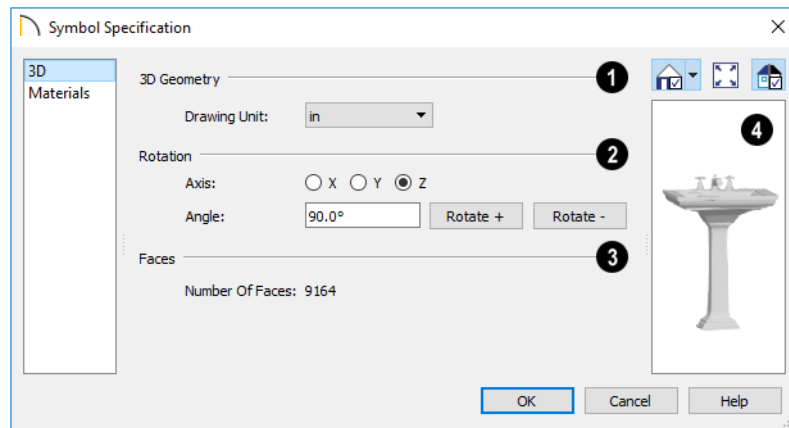 Symbol Specification
3D
Materials
3D Geometry 1
Drawing Unit: in
Rotation 2
Axis: X Y Z
Angle: 90.0° Rotate + Rotate -
Faces 3
Number Of Faces: 9164
4
OK Cancel Help